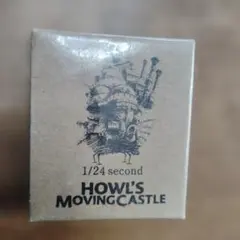 1/24 second
HOWL'S
MOVING CASTLE